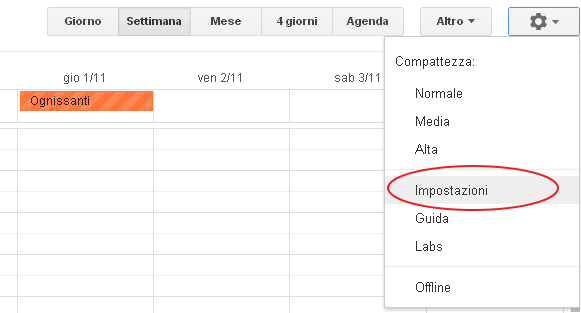 Giorno Settimana Mese 4 giorni Agenda Altro
Compattezza:
gio 1/11 ven 2/11 sab 3/11
Normale
Ognissanti
Media
Alta
Impostazioni
Guida
Labs
Offline